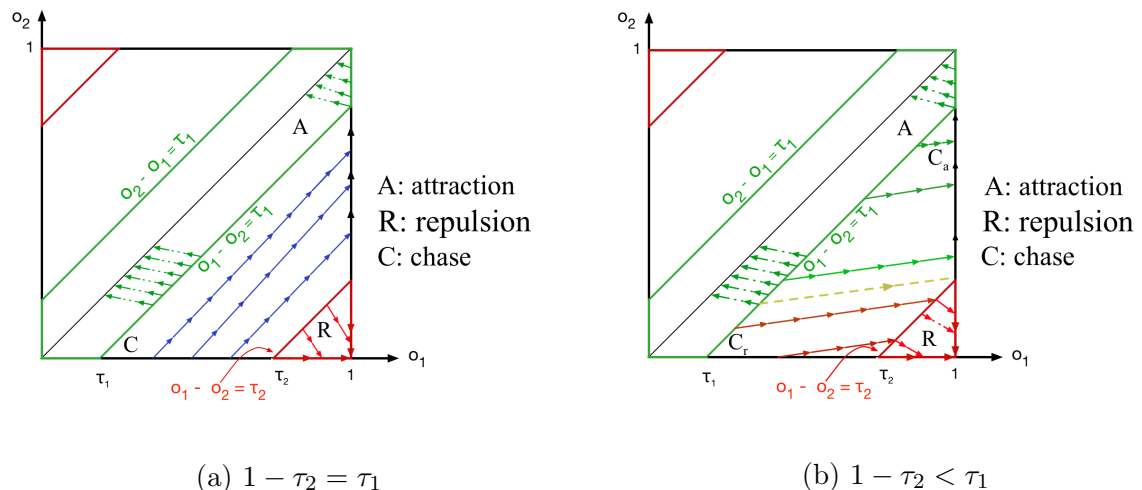 o₂
1
o₂ - o₁ = τ₁
A
o₁ - o₂ = τ₁
C
R
τ₁
τ₂
1
o₁
o₁ - o₂ = τ₂
A: attraction
R: repulsion
C: chase
(a) 1 − τ₂ = τ₁
o₂
1
o₂ - o₁ = τ₁
A
Cₐ
o₁ - o₂ = τ₁
Cᵣ
R
τ₁
τ₂
1
o₁
o₁ - o₂ = τ₂
A: attraction
R: repulsion
C: chase
(b) 1 − τ₂ < τ₁